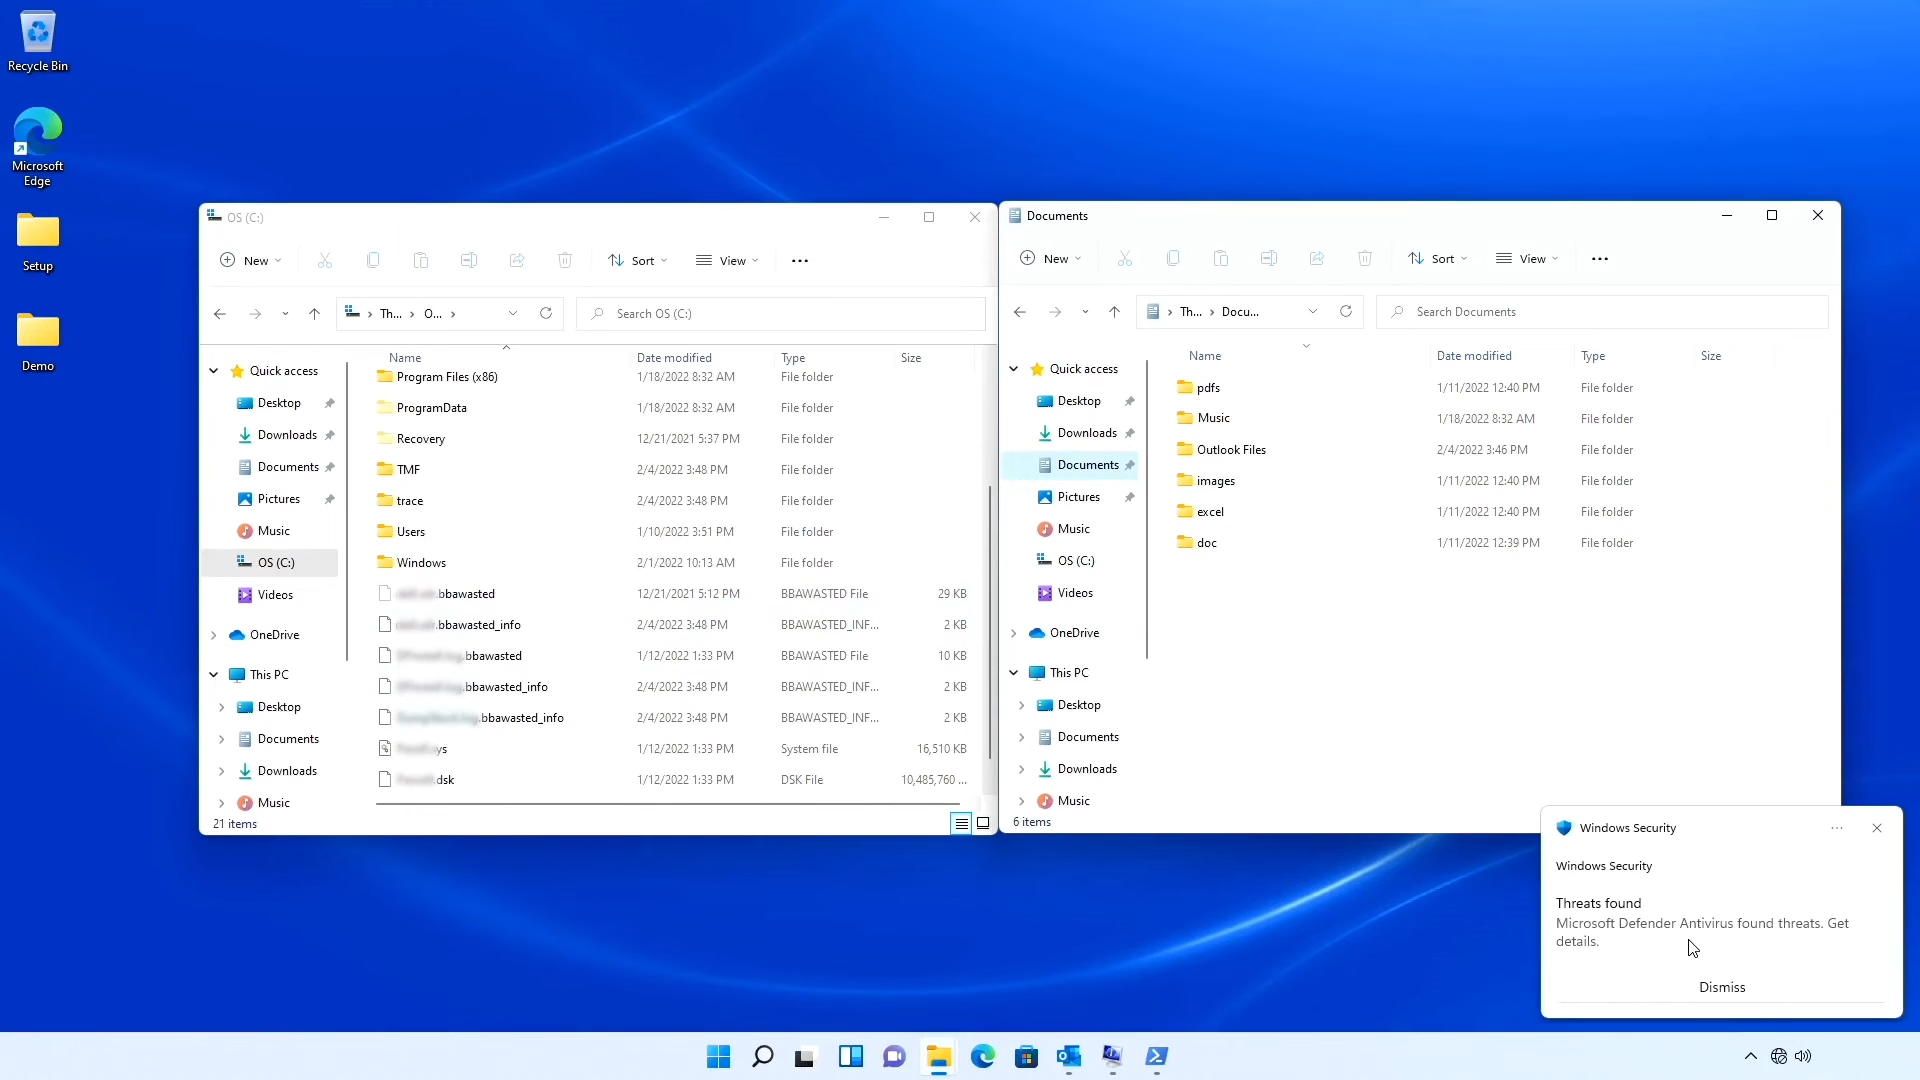 Recycle Bin
Microsoft
Edge
Setup
Demo
OS (C:)
New
Sort
View
Th...
O...
Search OS (C:)
Name Date modified Type Size
Quick access
Desktop
Downloads
Documents
Pictures
Music
OS (C:)
Videos
OneDrive
This PC
Desktop
Documents
Downloads
Music
Program Files (x86) 1/18/2022 8:32 AM File folder
ProgramData 1/18/2022 8:32 AM File folder
Recovery 12/21/2021 5:37 PM File folder
TMF 2/4/2022 3:48 PM File folder
trace 2/4/2022 3:48 PM File folder
Users 1/10/2022 3:51 PM File folder
Windows 2/1/2022 10:13 AM File folder
.bbawasted 12/21/2021 5:12 PM BBAWASTED File 29 KB
.bbawasted_info 2/4/2022 3:48 PM BBAWASTED_INF... 2 KB
.bbawasted 1/12/2022 1:33 PM BBAWASTED File 10 KB
.bbawasted_info 2/4/2022 3:48 PM BBAWASTED_INF... 2 KB
.bbawasted_info 2/4/2022 3:48 PM BBAWASTED_INF... 2 KB
ys 1/12/2022 1:33 PM System file 16,510 KB
.dsk 1/12/2022 1:33 PM DSK File 10,485,760 ...
21 items
Documents
New
Sort
View
Th...
Docu...
Search Documents
Name Date modified Type Size
Quick access
Desktop
Downloads
Documents
Pictures
Music
OS (C:)
Videos
OneDrive
This PC
Desktop
Documents
Downloads
Music
pdfs 1/11/2022 12:40 PM File folder
Music 1/18/2022 8:32 AM File folder
Outlook Files 2/4/2022 3:46 PM File folder
images 1/11/2022 12:40 PM File folder
excel 1/11/2022 12:40 PM File folder
doc 1/11/2022 12:39 PM File folder
6 items
Windows Security
Windows Security
Threats found
Microsoft Defender Antivirus found threats. Get
details.
Dismiss